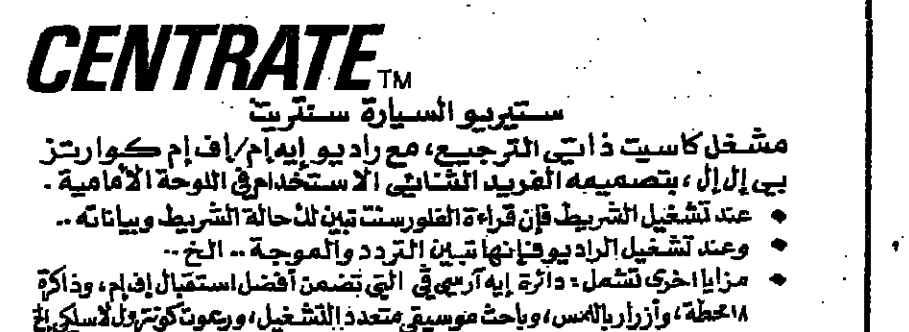 CENTRATE TM
ستيريو السيارة سنتريت
مشغل كاسيت ذاتي الترجيع، مع راديو إيه إم/إف إم كوارتز
بي إل إل، بتصميمه الفريد الثنائي الاستخدام في اللوحة الأمامية.
• عند تشغيل الشريط فإن قراءة الفلورسنت تبين لك حالة الشريط وبياناته..
• وعند تشغيل الراديو فإنها تبين التردد والموجة.. الخ..
• مزايا اخرى تشمل: دائرة إيه آر سي في التي تضمن أفضل استقبال إف إم، وذاكرة
١٨ محطة، وأزرار باللمس، وباحث موسيقي متعدد التشغيل، وريموت كونترول لاسلكي الخ